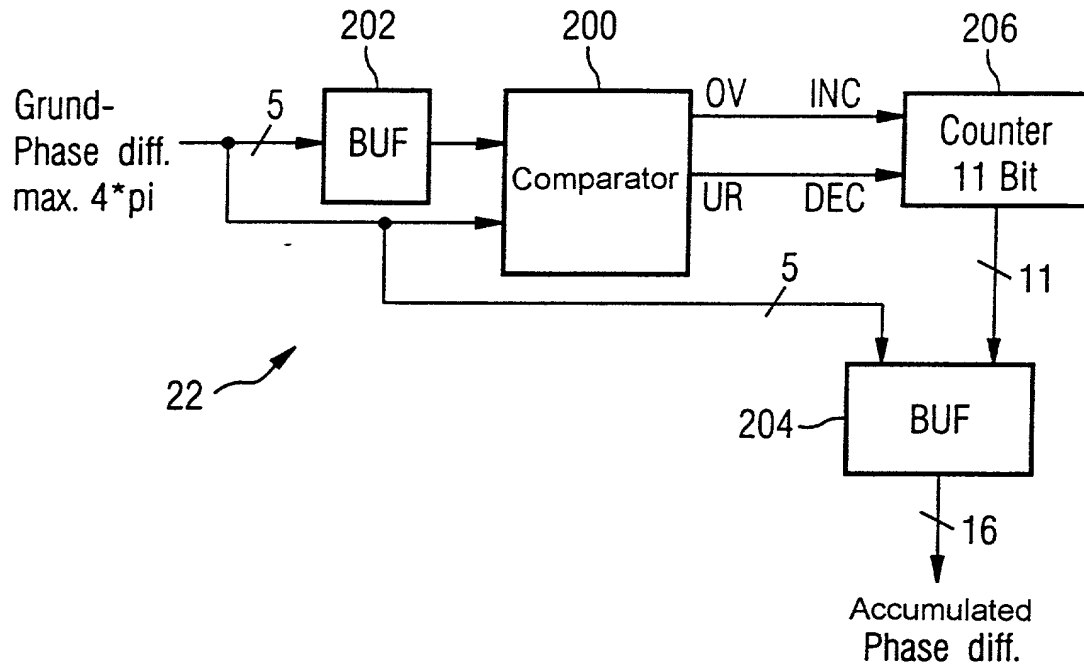 202
200
206
Grund-
Phase diff.
max. 4*pi
5
BUF
Comparator
OV
INC
UR
DEC
Counter
11 Bit
5
11
22
204
BUF
16
Accumulated
Phase diff.